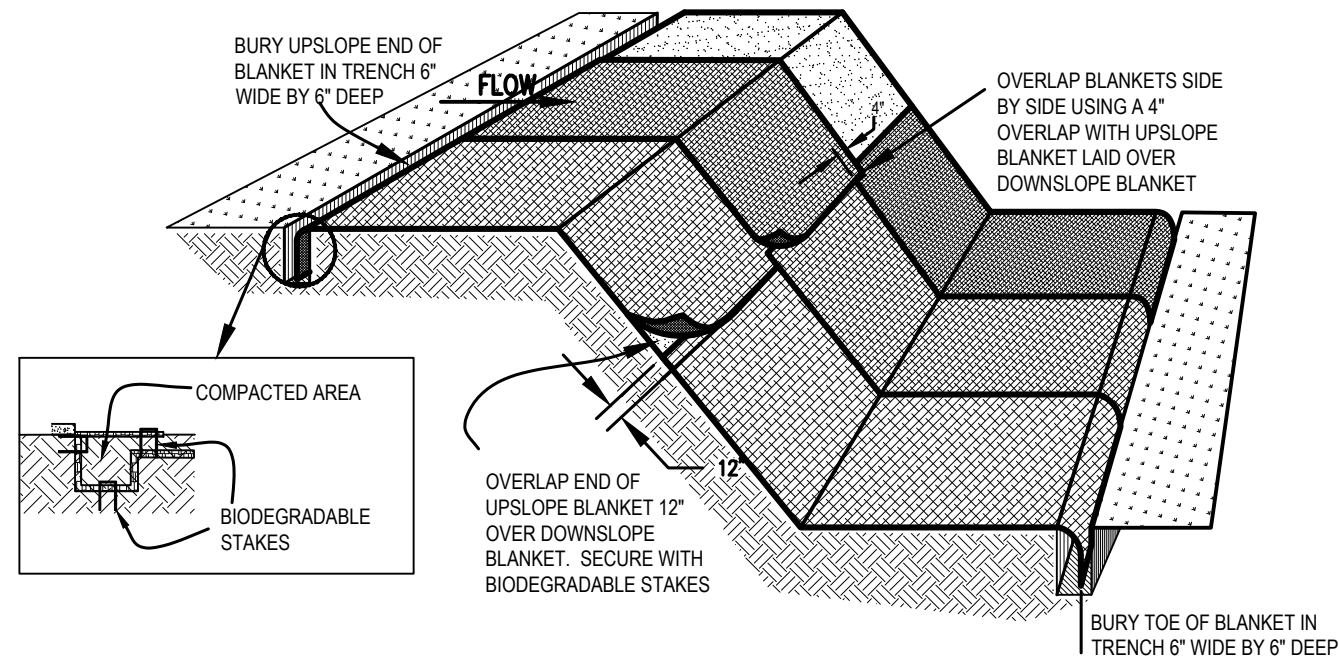 BURY UPSLOPE END OF
BLANKET IN TRENCH 6"
WIDE BY 6" DEEP
FLOW
4"
OVERLAP BLANKETS SIDE
BY SIDE USING A 4"
OVERLAP WITH UPSLOPE
BLANKET LAID OVER
DOWNSLOPE BLANKET
COMPACTED AREA
BIODEGRADABLE
STAKES
12"
OVERLAP END OF
UPSLOPE BLANKET 12"
OVER DOWNSLOPE
BLANKET.  SECURE WITH
BIODEGRADABLE STAKES
BURY TOE OF BLANKET IN
TRENCH 6" WIDE BY 6" DEEP